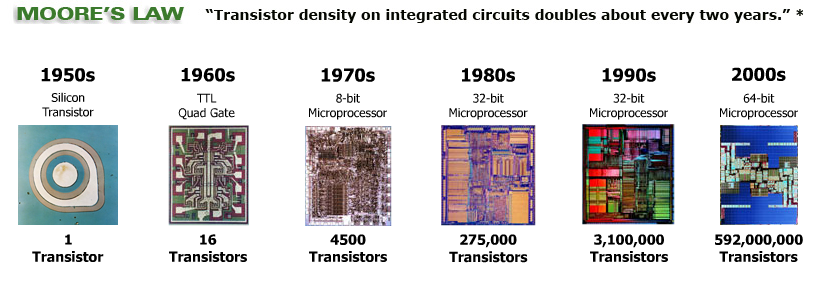 MOORE'S LAW "Transistor density on integrated circuits doubles about every two years." *
1950s
Silicon
Transistor
1
Transistor
1960s
TTL
Quad Gate
16
Transistors
1970s
8-bit
Microprocessor
4500
Transistors
1980s
32-bit
Microprocessor
275,000
Transistors
1990s
32-bit
Microprocessor
3,100,000
Transistors
2000s
64-bit
Microprocessor
592,000,000
Transistors